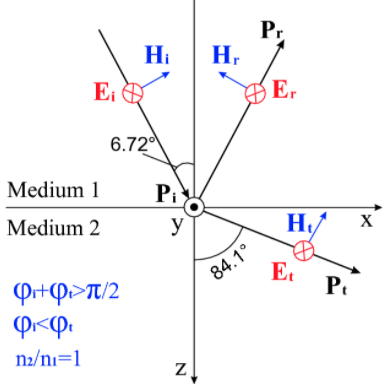 Pᵣ
Hᵢ Hᵣ
Eᵢ Eᵣ
6.72°
Medium 1 Pᵢ
Medium 2 y x
Hₜ
84.1°
Eₜ
Pₜ
φᵢ+φₜ>π/2
φᵢ<φₜ
n₂/n₁=1
z